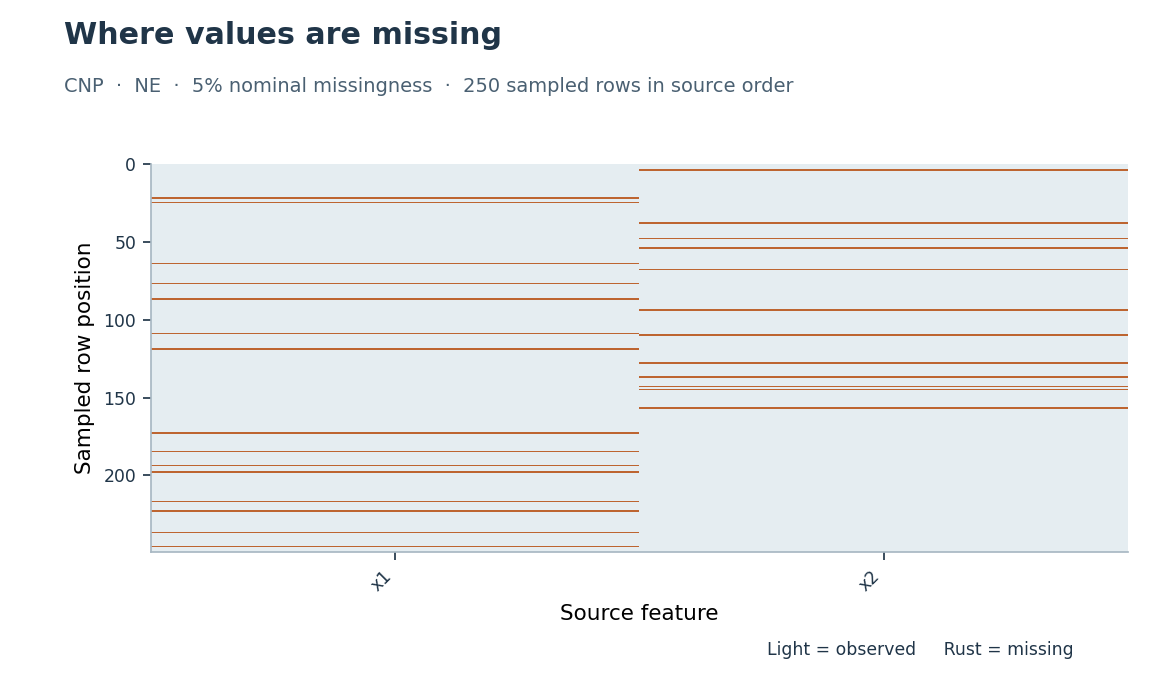 Where values are missing
CNP · NE · 5% nominal missingness · 250 sampled rows in source order
0
50
100
150
200
Sampled row position
x1
x2
Source feature
Light = observed Rust = missing